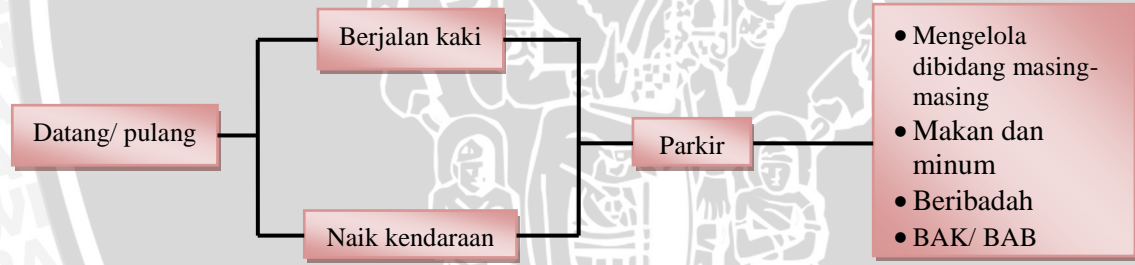 Datang/ pulang
Berjalan kaki
Naik kendaraan
Parkir
• Mengelola
dibidang masing-
masing
• Makan dan
minum
• Beribadah
• BAK/ BAB